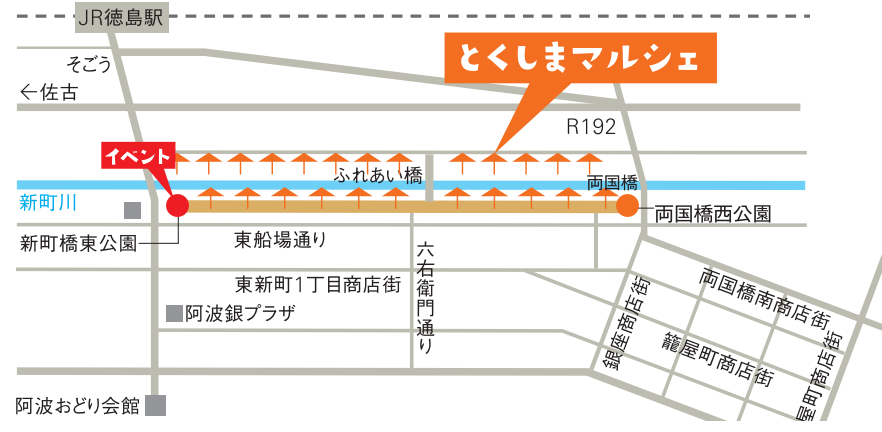 JR徳島駅
そごう
とくしまマルシェ
←佐古
R192
イベント
ふれあい橋
両国橋
新町川
両国橋西公園
新町橋東公園
東船場通り
六右衛門通り
東新町1丁目商店街
両国橋南商店街
銀座商店街
阿波銀プラザ
籠屋町商店街
屋町商店街
阿波おどり会館